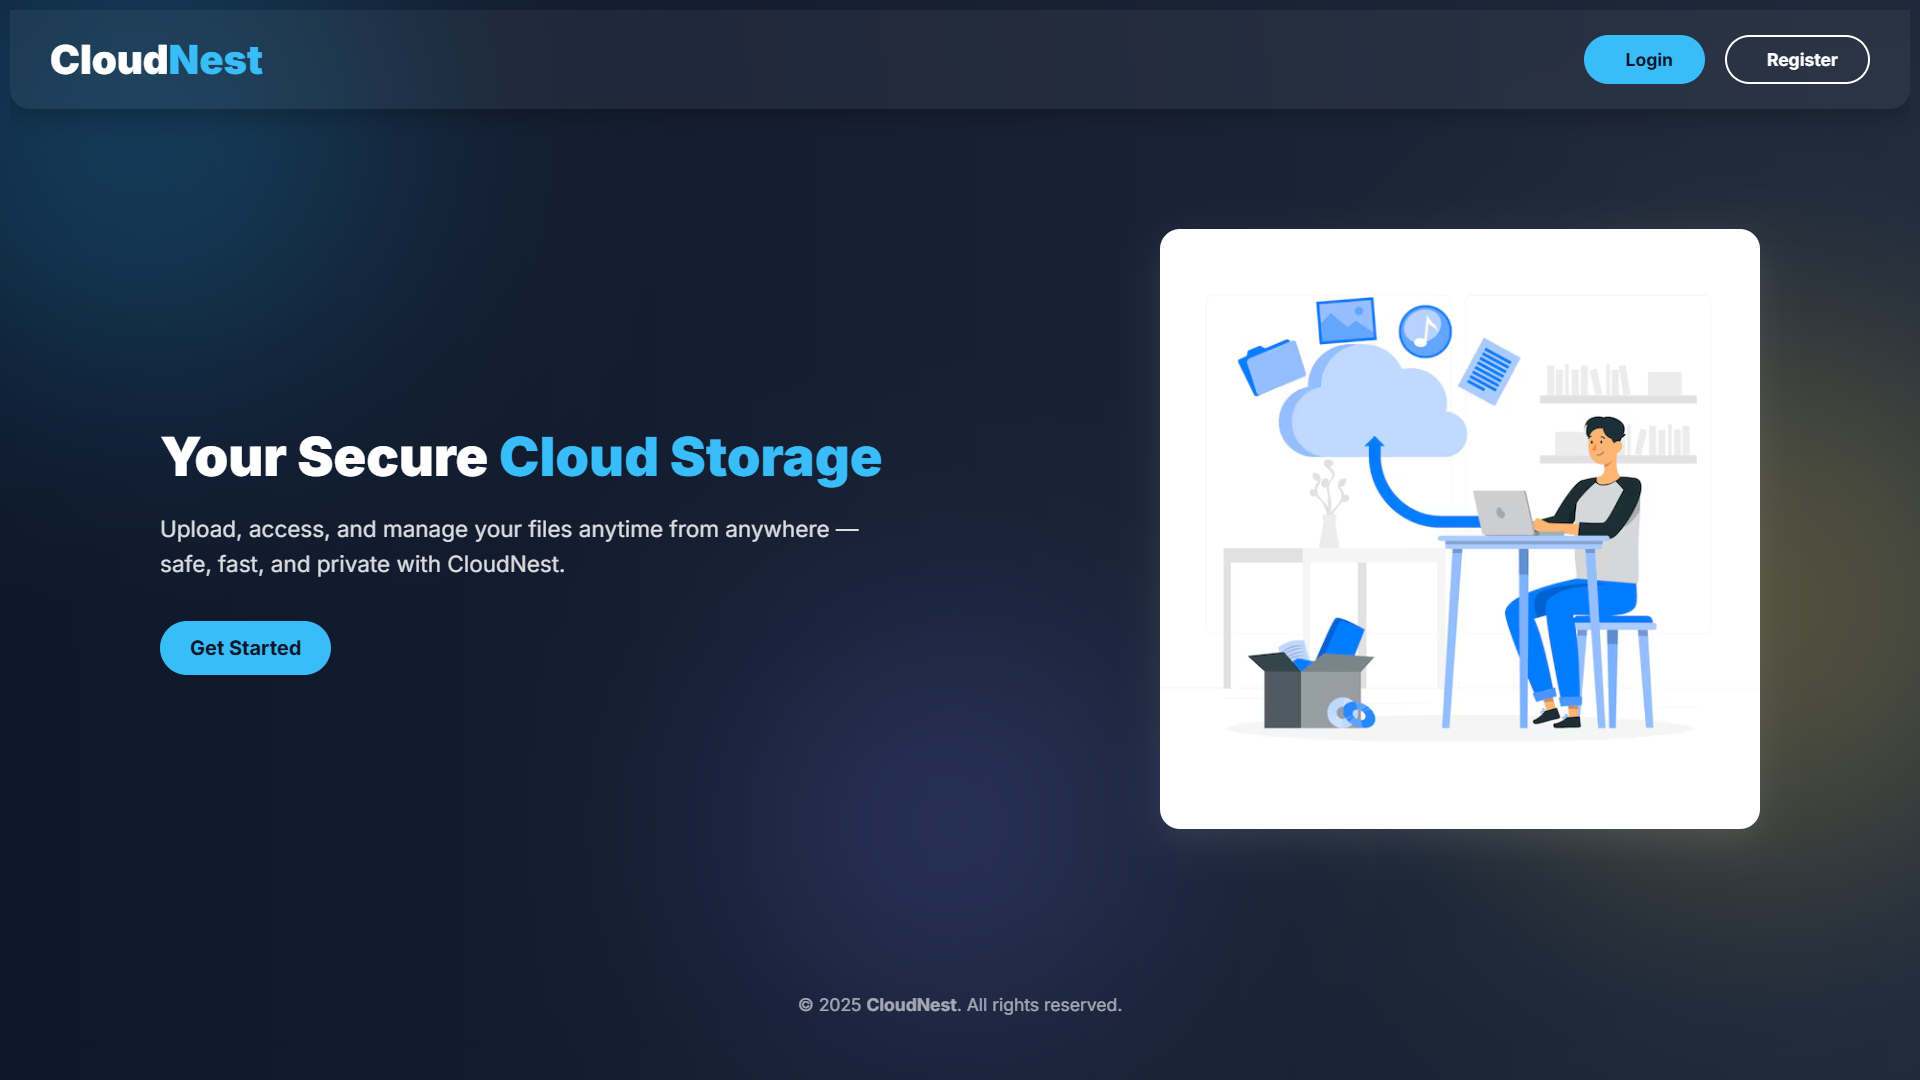 CloudNest
Login
Register
Your Secure Cloud Storage
Upload, access, and manage your files anytime from anywhere —
safe, fast, and private with CloudNest.
Get Started
© 2025 CloudNest. All rights reserved.